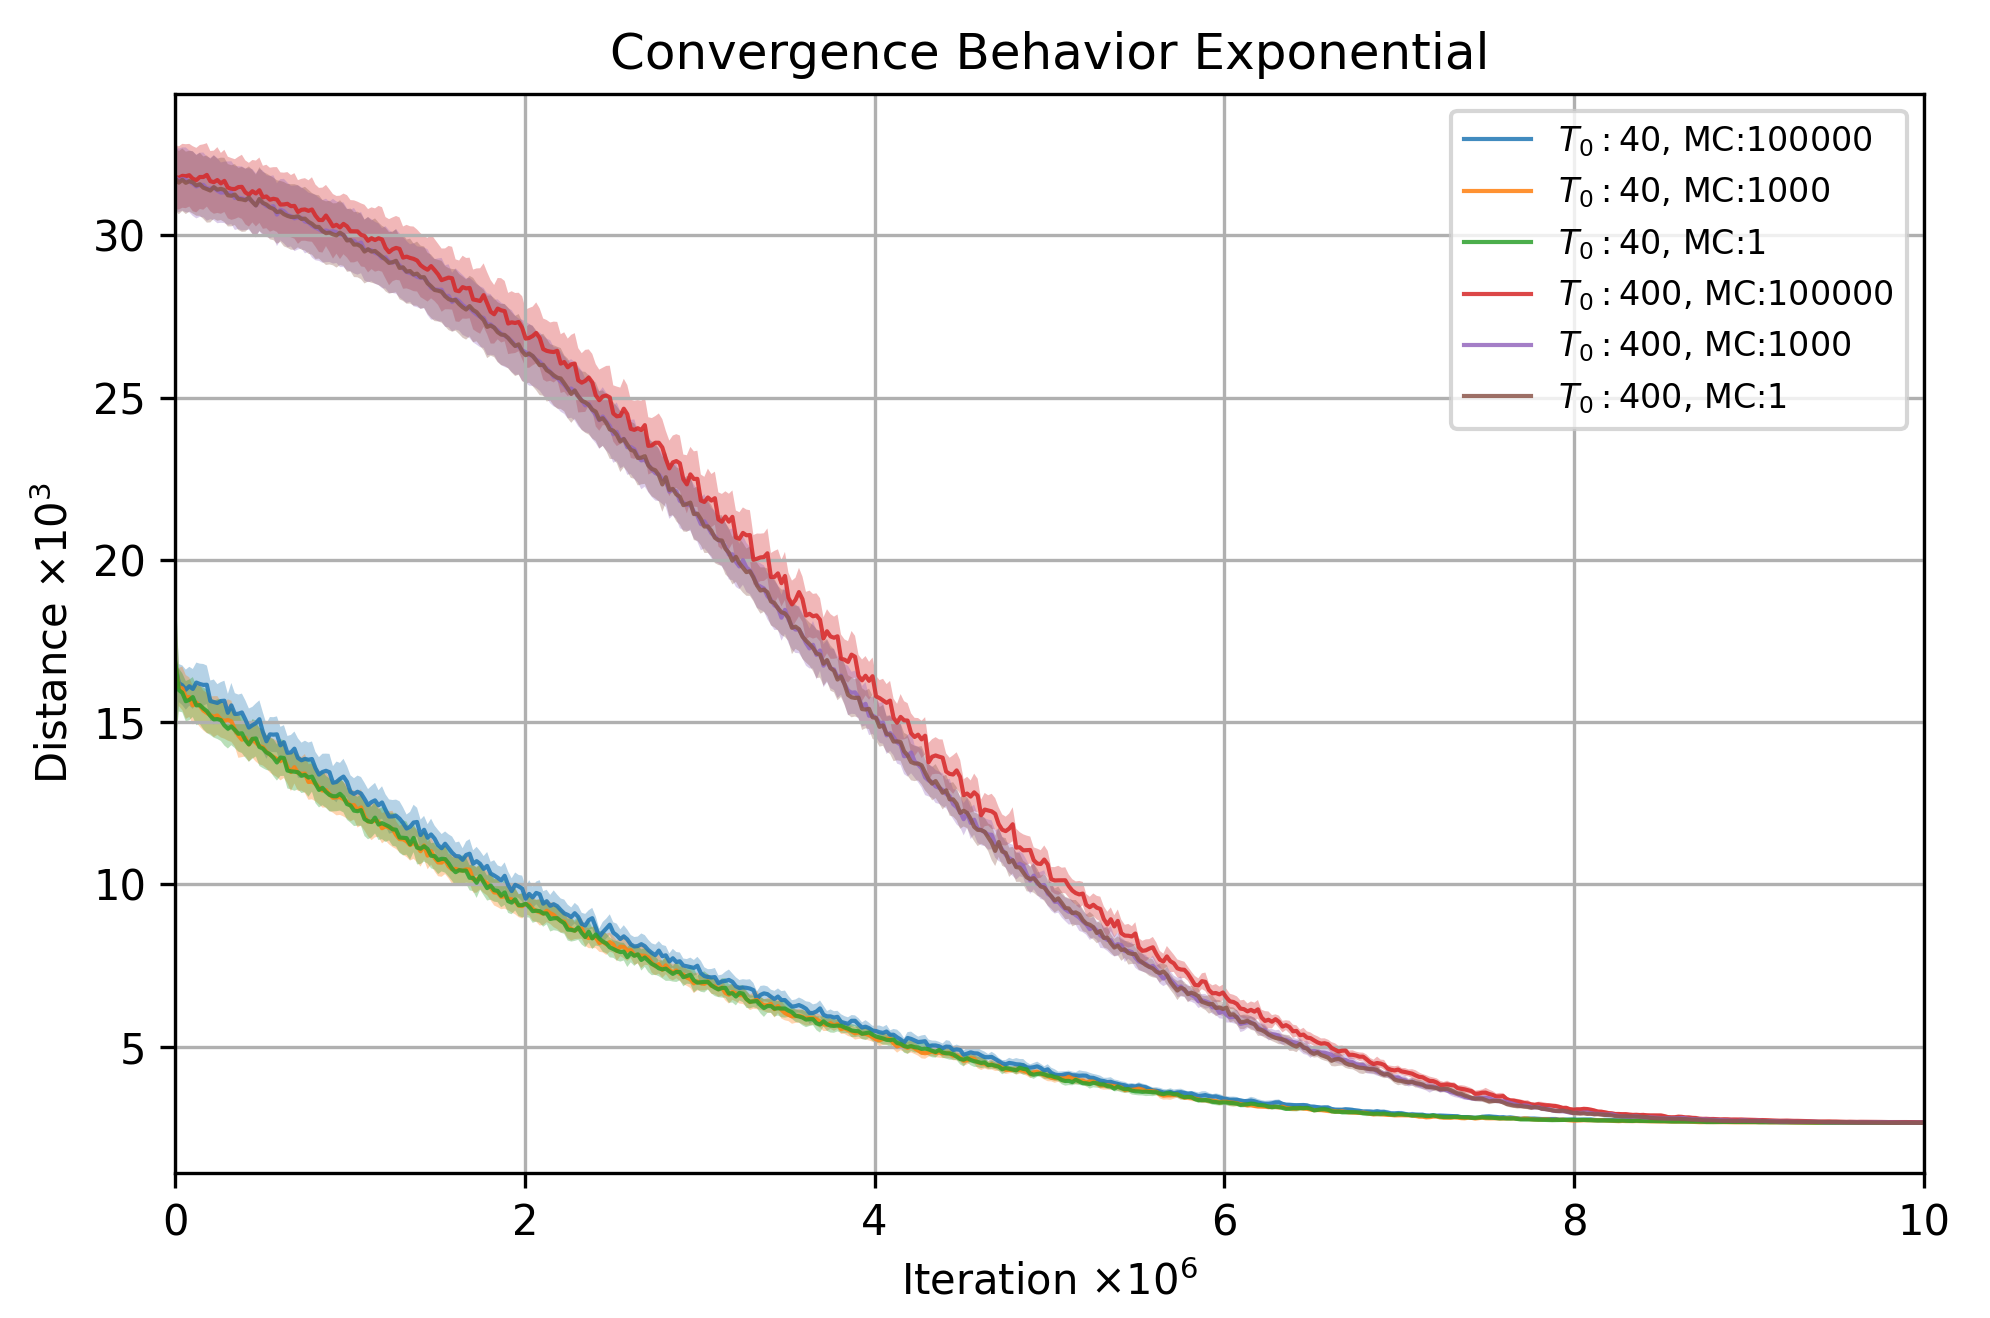 Convergence Behavior Exponential
T₀ : 40, MC:100000
T₀ : 40, MC:1000
T₀ : 40, MC:1
T₀ : 400, MC:100000
T₀ : 400, MC:1000
T₀ : 400, MC:1
Distance ×10³
30
25
20
15
10
5
0 2 4 6 8 10
Iteration ×10⁶